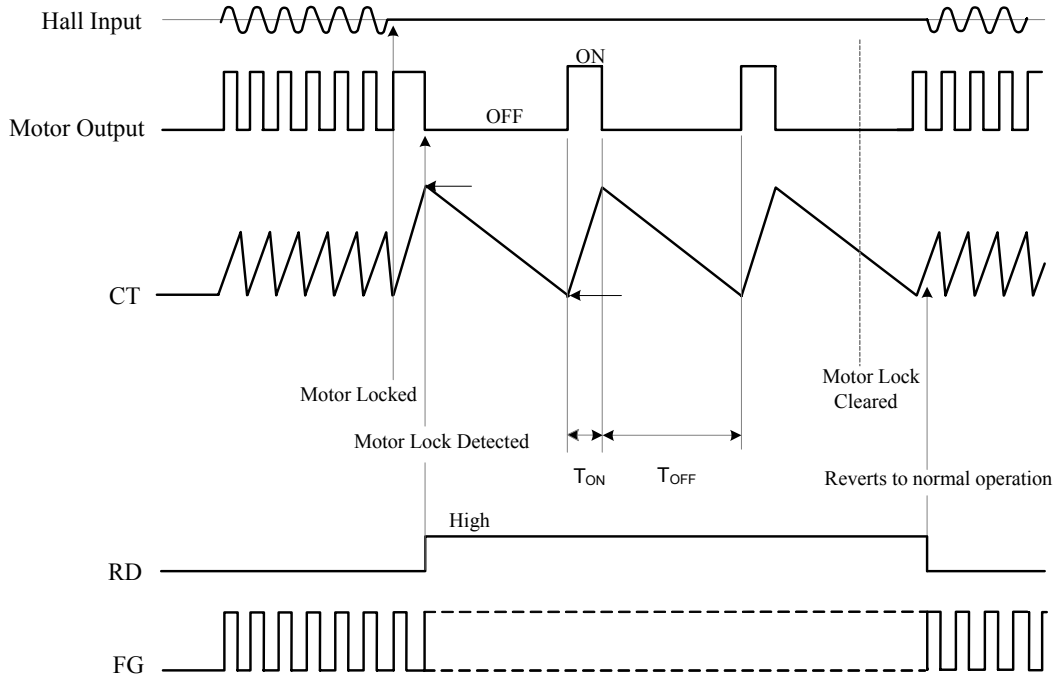 Hall Input
ON
Motor Output
OFF
CT
Motor Locked
Motor Lock
Cleared
Motor Lock Detected
TON
TOFF
Reverts to normal operation
High
RD
FG